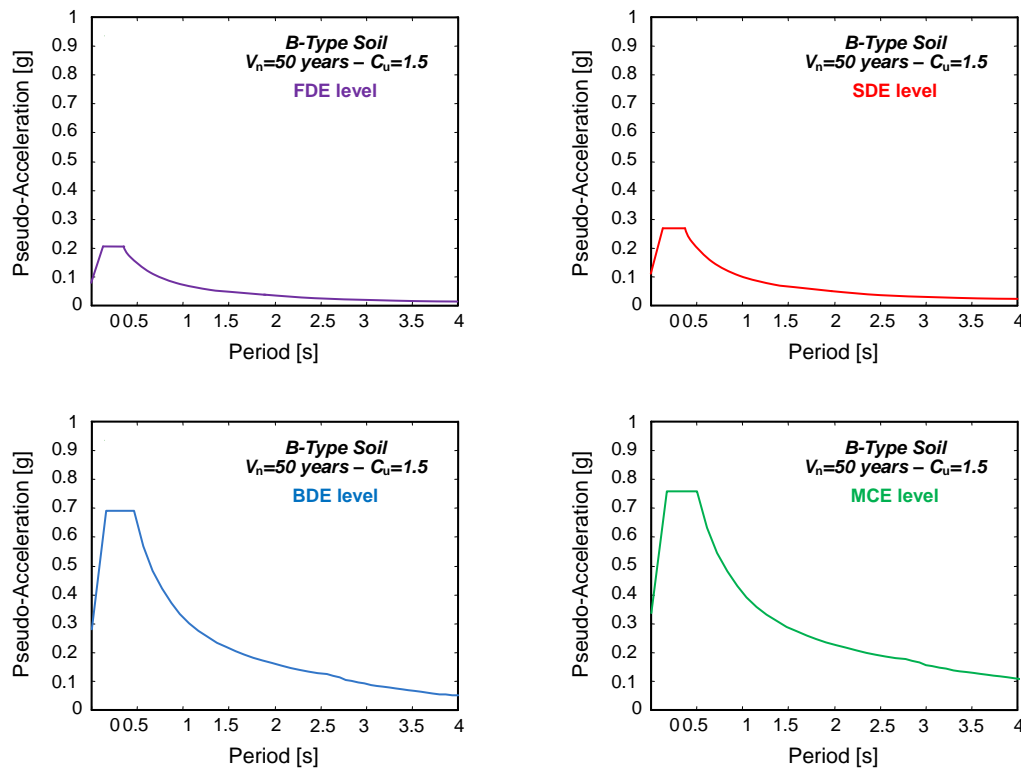 1
0.9
0.8
0.7
0.6
0.5
0.4
0.3
0.2
0.1
0
Pseudo-Acceleration [g]
B-Type Soil
Vn=50 years – Cu=1.5
FDE level
0 0.5 1 1.5 2 2.5 3 3.5 4
Period [s]
1
0.9
0.8
0.7
0.6
0.5
0.4
0.3
0.2
0.1
0
Pseudo-Acceleration [g]
B-Type Soil
Vn=50 years – Cu=1.5
SDE level
0 0.5 1 1.5 2 2.5 3 3.5 4
Period [s]
1
0.9
0.8
0.7
0.6
0.5
0.4
0.3
0.2
0.1
0
Pseudo-Acceleration [g]
B-Type Soil
Vn=50 years – Cu=1.5
BDE level
0 0.5 1 1.5 2 2.5 3 3.5 4
Period [s]
1
0.9
0.8
0.7
0.6
0.5
0.4
0.3
0.2
0.1
0
Pseudo-Acceleration [g]
B-Type Soil
Vn=50 years – Cu=1.5
MCE level
0 0.5 1 1.5 2 2.5 3 3.5 4
Period [s]